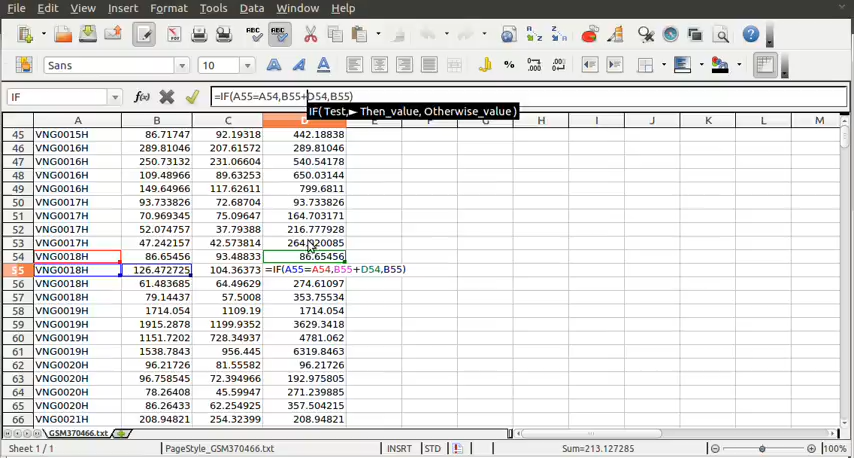 File Edit View Insert Format Tools Data Window Help
PDF ABC ABC
Sans 10 A A A % 0.00 0.00
IF =IF(A55=A54,B55+D54,B55)
IF( Test,► Then_value, Otherwise_value )
A B C D E F G H I J K L M
45 VNG0015H 86.71747 92.19318 442.18838
46 VNG0016H 289.81046 207.61572 289.81046
47 VNG0016H 250.73132 231.06604 540.54178
48 VNG0016H 109.48966 89.63253 650.03144
49 VNG0016H 149.64966 117.62611 799.6811
50 VNG0017H 93.733826 72.68704 93.733826
51 VNG0017H 70.969345 75.09647 164.703171
52 VNG0017H 52.074757 37.79388 216.777928
53 VNG0017H 47.242157 42.573814 264.020085
54 VNG0018H 86.65456 93.48833 86.65456
55 VNG0018H 126.472725 104.36373 =IF(A55=A54,B55+D54,B55)
56 VNG0018H 61.483685 64.49629 274.61097
57 VNG0018H 79.14437 57.5008 353.75534
58 VNG0019H 1714.054 1109.19 1714.054
59 VNG0019H 1915.2878 1199.9352 3629.3418
60 VNG0019H 1151.7202 728.34937 4781.062
61 VNG0019H 1538.7843 956.445 6319.8463
62 VNG0020H 96.21726 81.55582 96.21726
63 VNG0020H 96.758545 72.394966 192.975805
64 VNG0020H 78.26408 45.59947 271.239885
65 VNG0020H 86.26433 62.254925 357.504215
66 VNG0021H 208.94821 254.32399 208.94821
GSM370466.txt
Sheet 1 / 1 PageStyle_GSM370466.txt INSRT STD Sum=213.127285 100%